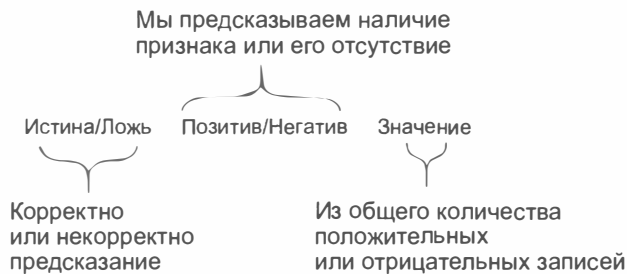 Мы предсказываем наличие
признака или его отсутствие
Истина/Ложь Позитив/Негатив Значение
Корректно
или некорректно
предсказание
Из общего количества
положительных
или отрицательных записей